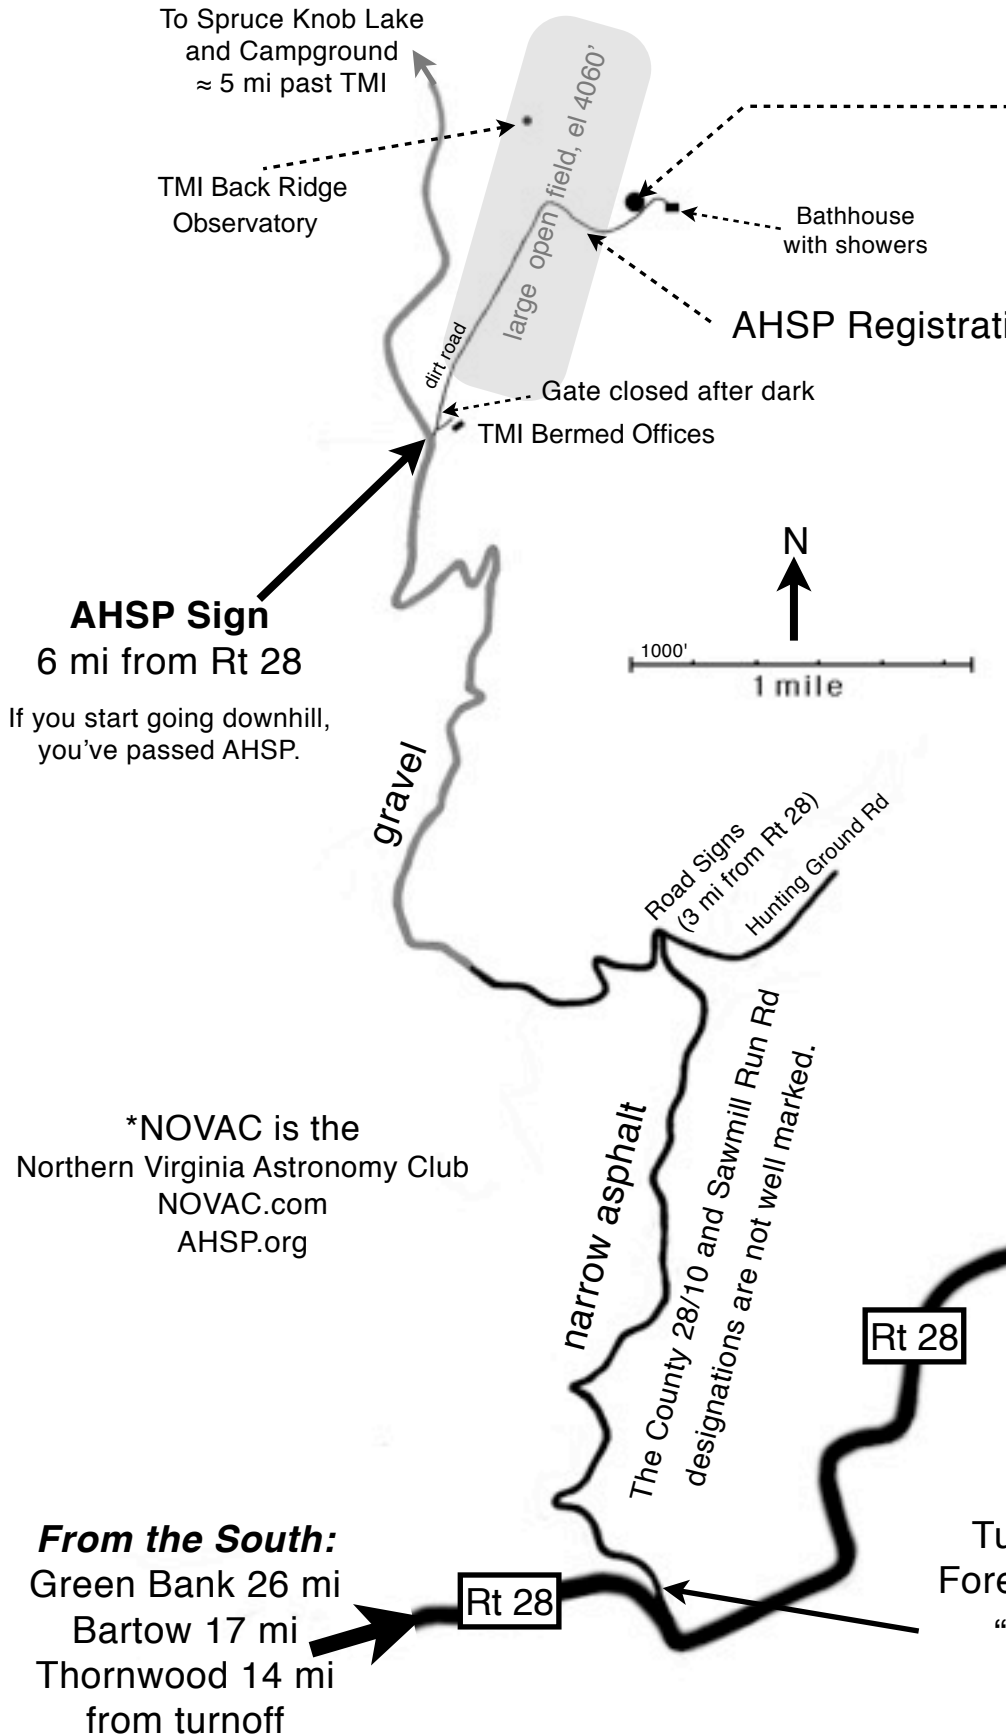 To Spruce Knob Lake
and Campground
≈ 5 mi past TMI
large open field, el 4060’
TMI Back Ridge
Observatory
Bathhouse
with showers
AHSP Registrati
dirt road
Gate closed after dark
TMI Bermed Offices
N
AHSP Sign
6 mi from Rt 28
If you start going downhill,
you’ve passed AHSP.
1000'
1 mile
gravel
Road Signs
(3 mi from Rt 28)
Hunting Ground Rd
*NOVAC is the
Northern Virginia Astronomy Club
NOVAC.com
AHSP.org
narrow asphalt
The County 28/10 and Sawmill Run Rd
designations are not well marked.
Rt 28
From the South:
Green Bank 26 mi
Bartow 17 mi
Thornwood 14 mi
from turnoff
Rt 28
Tu
Fore
“